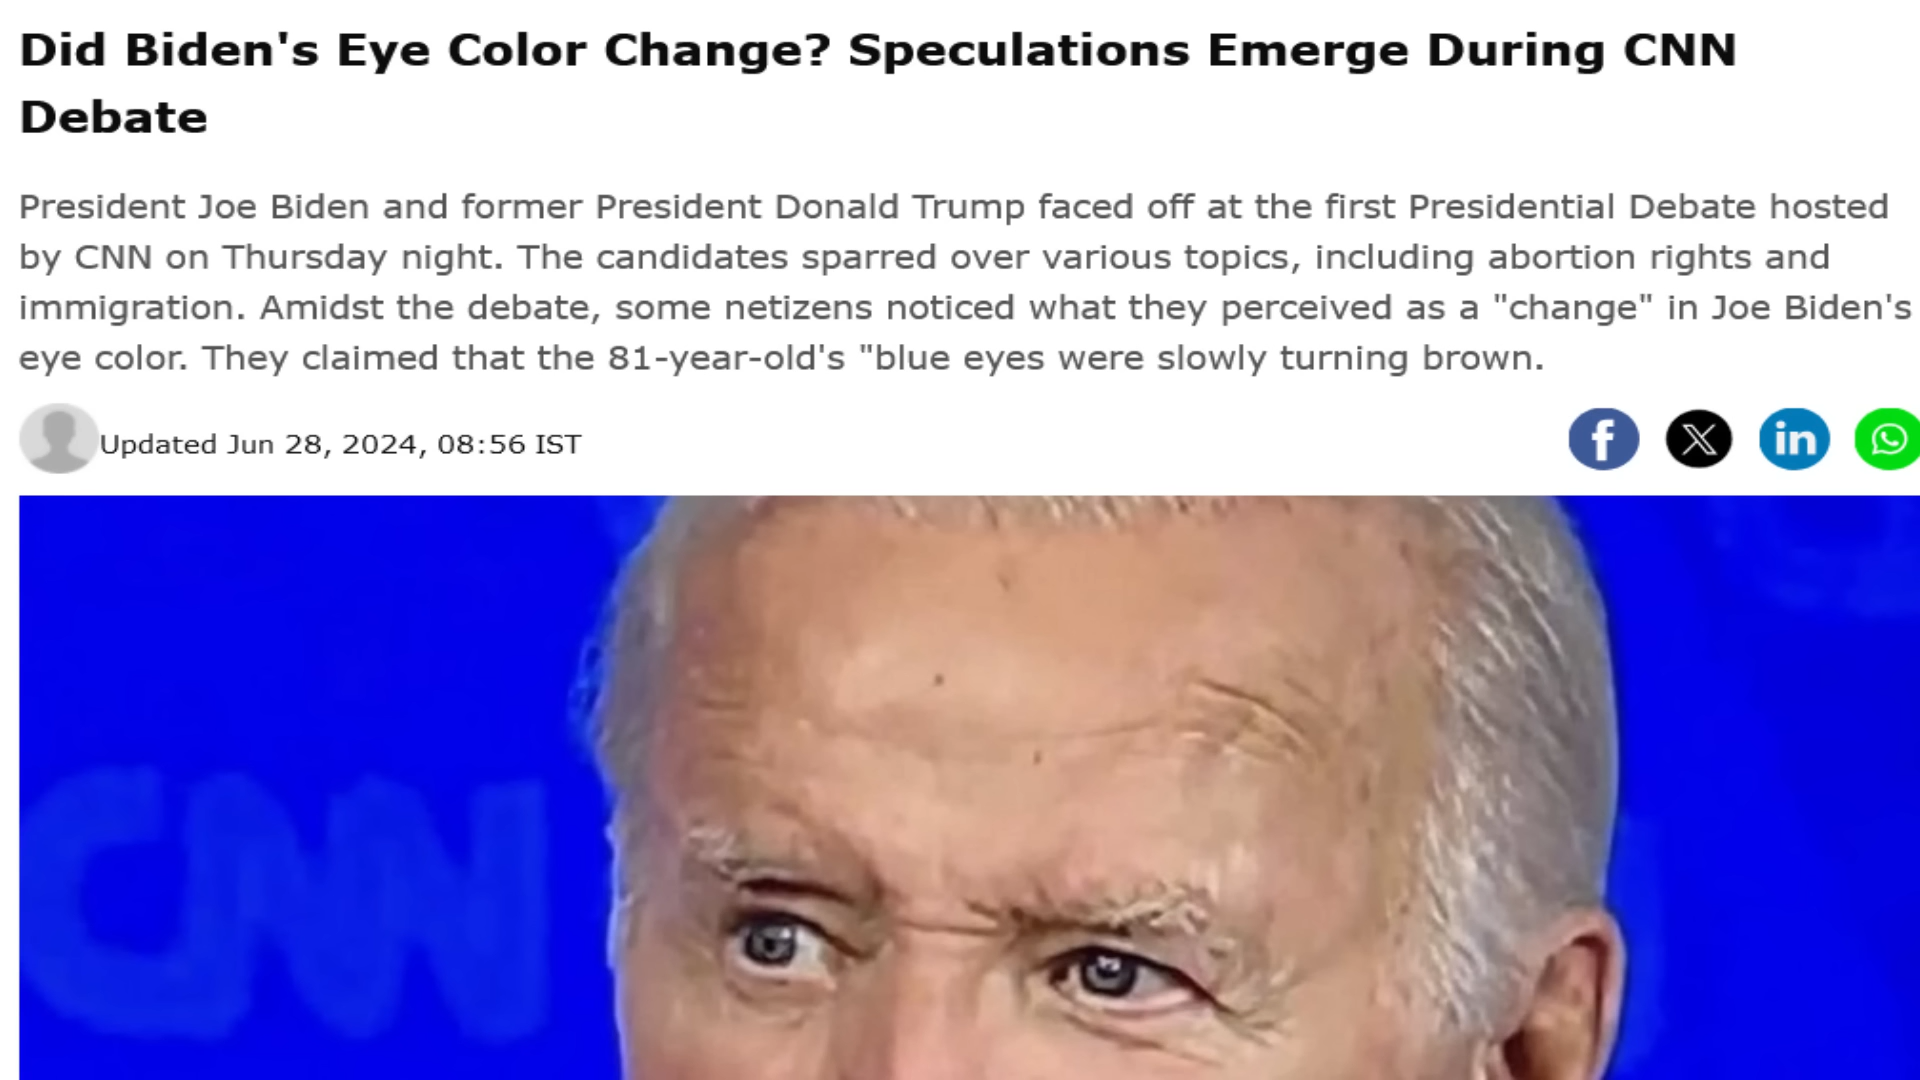 Did Biden's Eye Color Change? Speculations Emerge During CNN
Debate
President Joe Biden and former President Donald Trump faced off at the first Presidential Debate hosted
by CNN on Thursday night. The candidates sparred over various topics, including abortion rights and
immigration. Amidst the debate, some netizens noticed what they perceived as a "change" in Joe Biden's
eye color. They claimed that the 81-year-old's "blue eyes were slowly turning brown.
Updated Jun 28, 2024, 08:56 IST
f X in
CNN